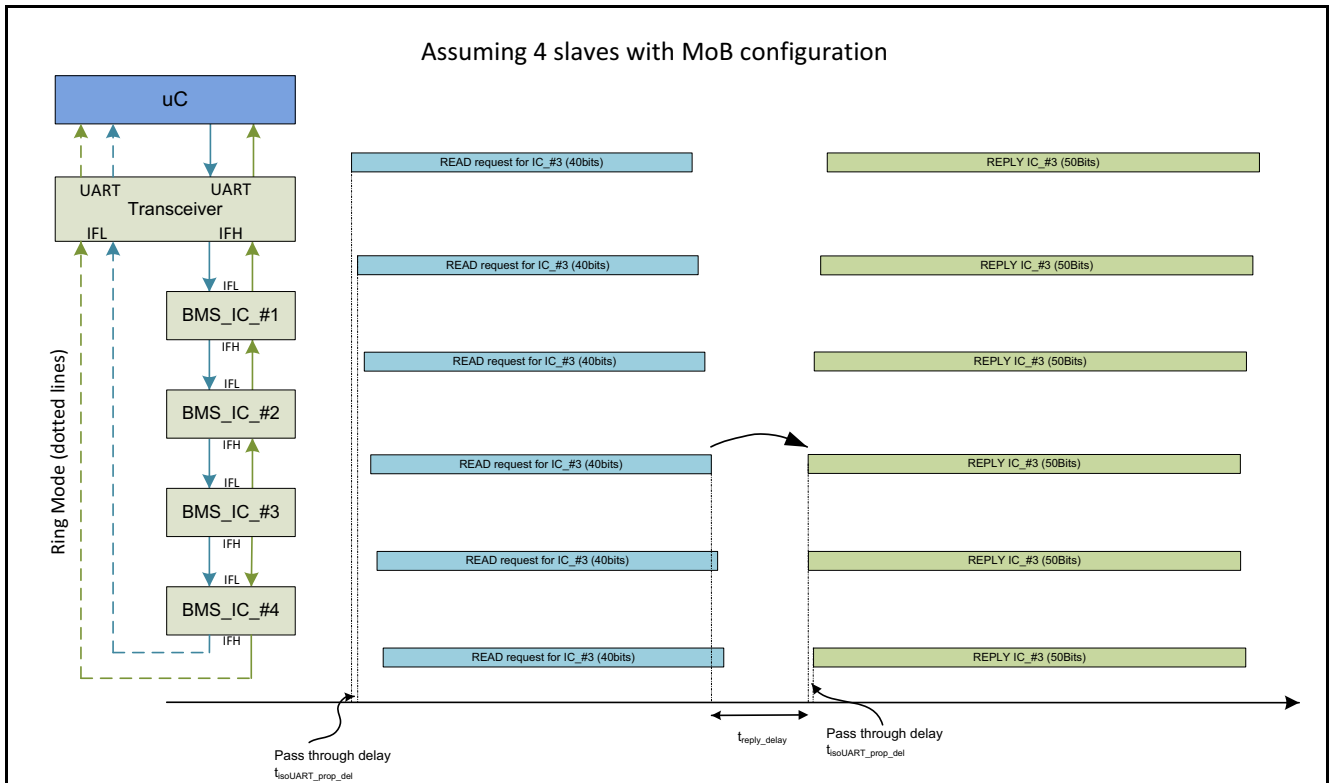 Assuming 4 slaves with MoB configuration
uC
UART UART
Transceiver
IFL IFH
Ring Mode (dotted lines)
IFL
BMS_IC_#1
IFH
IFL
BMS_IC_#2
IFH
IFL
BMS_IC_#3
IFH
IFL
BMS_IC_#4
IFH
READ request for IC_#3 (40bits) REPLY IC_#3 (50Bits)
READ request for IC_#3 (40bits) REPLY IC_#3 (50Bits)
READ request for IC_#3 (40bits) REPLY IC_#3 (50Bits)
READ request for IC_#3 (40bits) REPLY IC_#3 (50Bits)
READ request for IC_#3 (40bits) REPLY IC_#3 (50Bits)
READ request for IC_#3 (40bits) REPLY IC_#3 (50Bits)
Pass through delay
tisoUART_prop_del
treply_delay
Pass through delay
tisoUART_prop_del